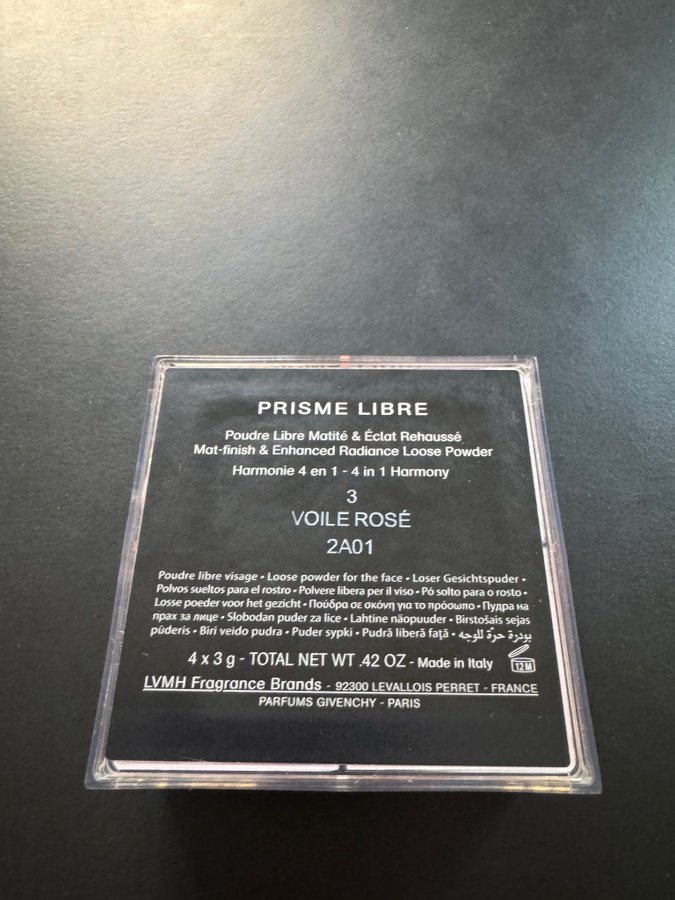 PRISME LIBRE
Poudre Libre Matité & Éclat Rehaussé
Mat-finish & Enhanced Radiance Loose Powder
Harmonie 4 en 1 - 4 in 1 Harmony
3
VOILE ROSÉ
2A01
Poudre libre visage • Loose powder for the face • Loser Gesichtspuder •
Polvos sueltos para el rostro • Polvere libera per il viso • Pó solto para o rosto •
Losse poeder voor het gezicht • Πούδρα σε σκόνη για το πρόσωπο • Пудра на
прах за лице • Slobodan puder za lice • Lahtine näopuuder • Birstošais sejas
pūderis • Biri veido pudra • Puder sypki • Pudră liberă față • بودرة حرّة للوجه
4 x 3 g - TOTAL NET WT .42 OZ - Made in Italy
12 M
LVMH Fragrance Brands - 92300 LEVALLOIS PERRET - FRANCE
PARFUMS GIVENCHY - PARIS